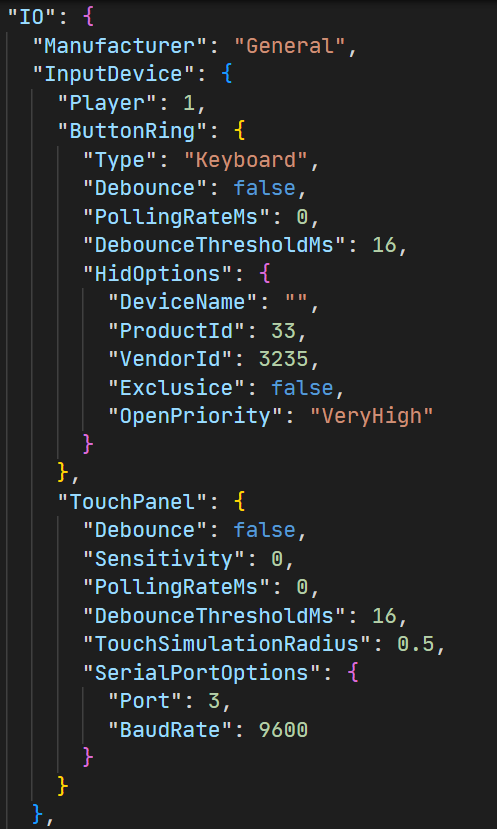 "IO": {
"Manufacturer": "General",
"InputDevice": {
"Player": 1,
"ButtonRing": {
"Type": "Keyboard",
"Debounce": false,
"PollingRateMs": 0,
"DebounceThresholdMs": 16,
"HidOptions": {
"DeviceName": "",
"ProductId": 33,
"VendorId": 3235,
"Exclusice": false,
"OpenPriority": "VeryHigh"
}
},
"TouchPanel": {
"Debounce": false,
"Sensitivity": 0,
"PollingRateMs": 0,
"DebounceThresholdMs": 16,
"TouchSimulationRadius": 0.5,
"SerialPortOptions": {
"Port": 3,
"BaudRate": 9600
}
}
},